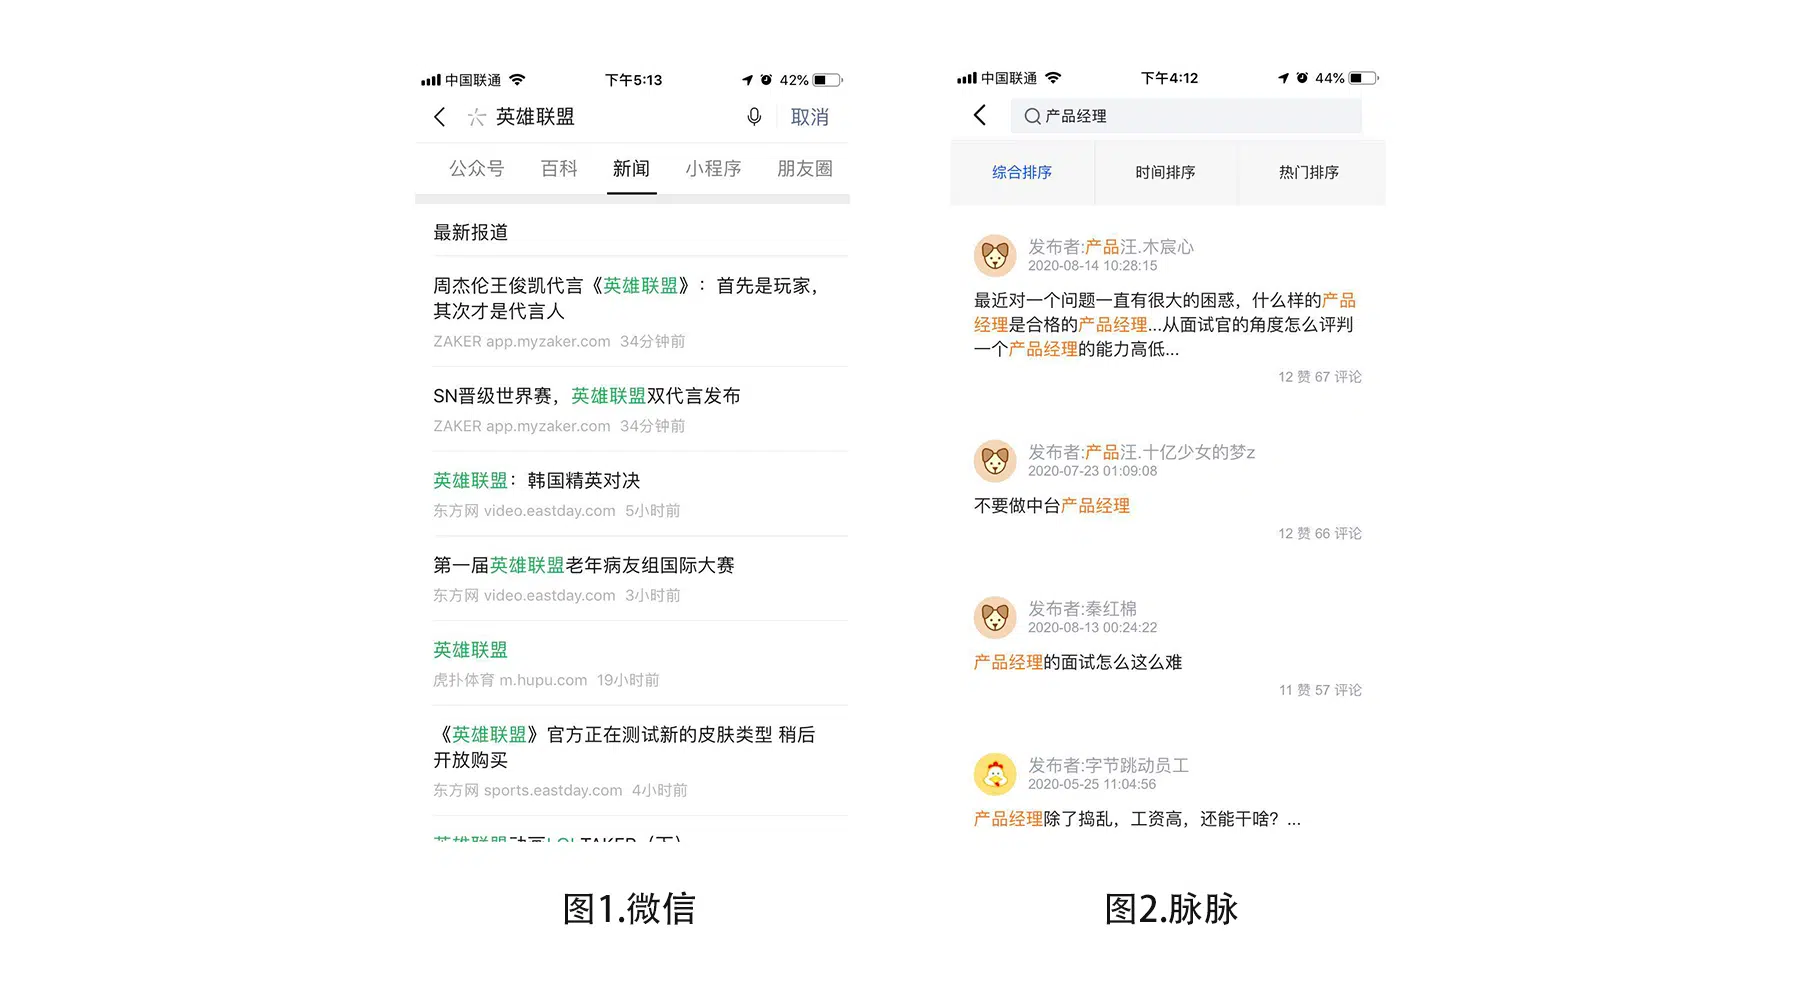 中国联通 下午5:13 42%
英雄联盟 取消
公众号 百科 新闻 小程序 朋友圈
最新报道
周杰伦王俊凯代言《英雄联盟》：首先是玩家，
其次才是代言人
ZAKER app.myzaker.com 34分钟前
SN晋级世界赛，英雄联盟双代言发布
ZAKER app.myzaker.com 34分钟前
英雄联盟：韩国精英对决
东方网 video.eastday.com 5小时前
第一届英雄联盟老年病友组国际大赛
东方网 video.eastday.com 3小时前
英雄联盟
虎扑体育 m.hupu.com 19小时前
《英雄联盟》官方正在测试新的皮肤类型 稍后
开放购买
东方网 sports.eastday.com 4小时前
英雄联盟动画LOL TAKER（下）
图1.微信
中国联通 下午4:12 44%
产品经理
综合排序 时间排序 热门排序
发布者:产品汪.木宸心
2020-08-14 10:28:15
最近对一个问题一直有很大的困惑，什么样的产品
经理是合格的产品经理...从面试官的角度怎么评判
一个产品经理的能力高低...
12 赞 67 评论
发布者:产品汪.十亿少女的梦z
2020-07-23 01:09:08
不要做中台产品经理
12 赞 66 评论
发布者:秦红棉
2020-08-13 00:24:22
产品经理的面试怎么这么难
11 赞 57 评论
发布者:字节跳动员工
2020-05-25 11:04:56
产品经理除了捣乱，工资高，还能干啥？...
图2.脉脉